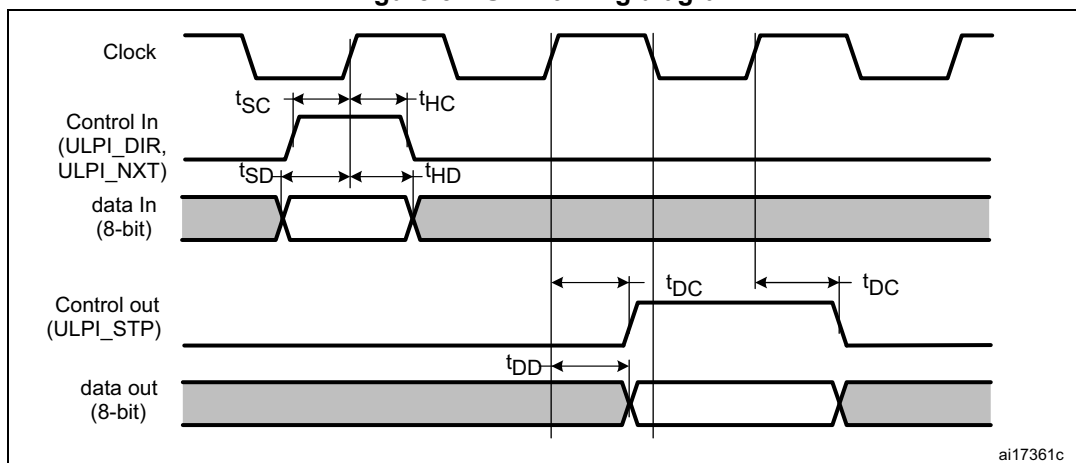 Clock
Control In
(ULPI_DIR,
ULPI_NXT)
tSC
tHC
tSD
tHD
data In
(8-bit)
Control out
(ULPI_STP)
tDC
tDC
tDD
data out
(8-bit)
ai17361c